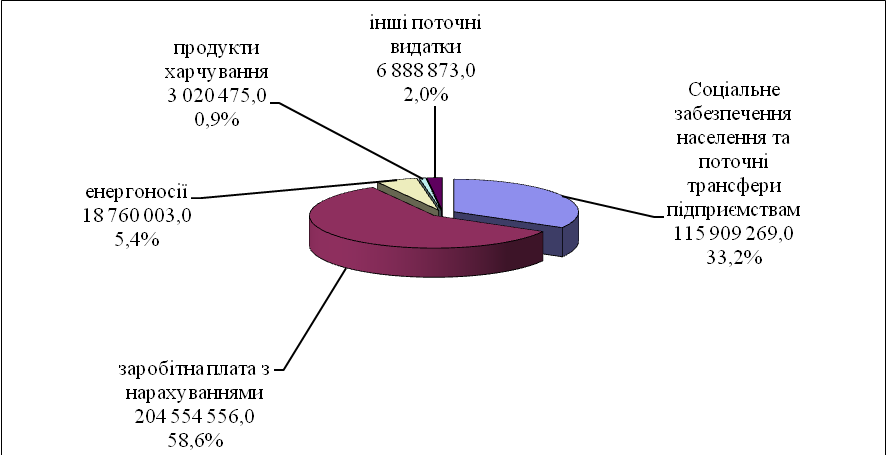 інші поточні
видатки
6 888 873,0
2,0%
продукти
харчування
3 020 475,0
0,9%
Соціальне
забезпечення
населення та
поточні
трансфери
підприємствам
115 909 269,0
33,2%
енергоносії
18 760 003,0
5,4%
заробітна плата з
нарахуваннями
204 554 556,0
58,6%